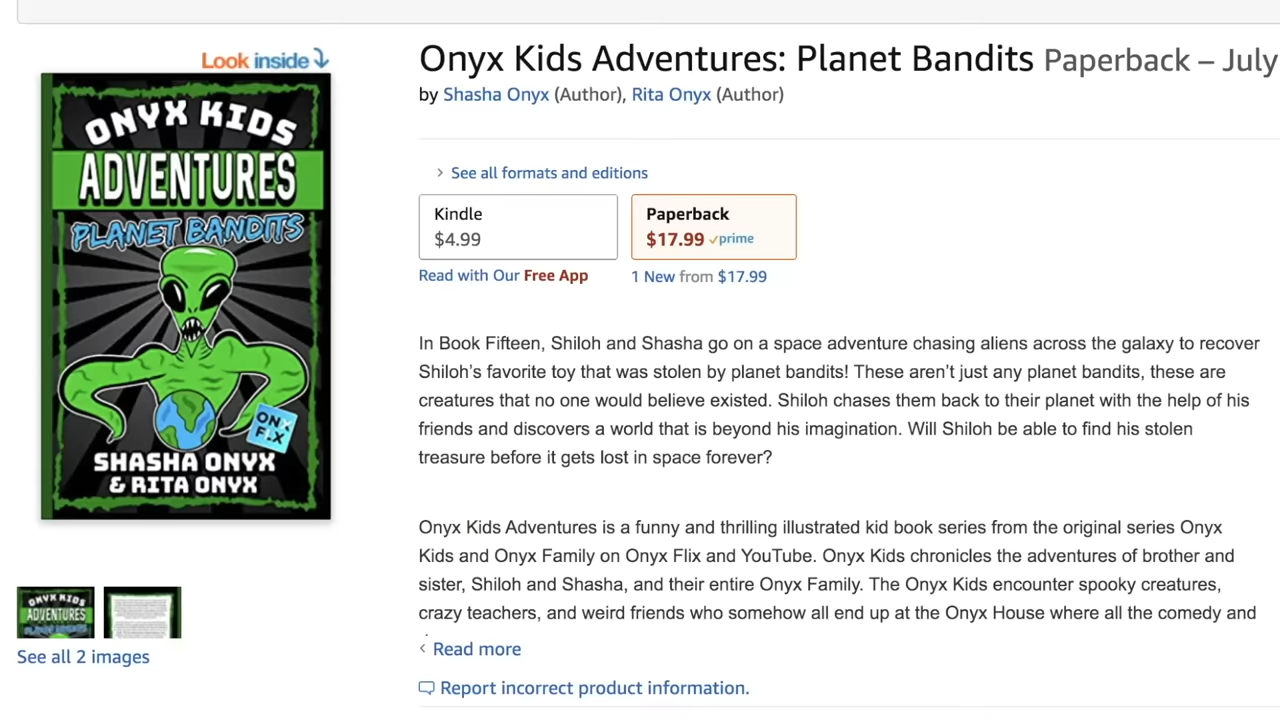 Look inside
Onyx Kids Adventures: Planet Bandits Paperback – July
by Shasha Onyx (Author), Rita Onyx (Author)
ONYX KIDS
ADVENTURES
PLANET BANDITS
ONYX
FLX
SHASHA ONYX
& RITA ONYX
See all formats and editions
Kindle
$4.99
Paperback
$17.99 prime
Read with Our Free App
1 New from $17.99
In Book Fifteen, Shiloh and Shasha go on a space adventure chasing aliens across the galaxy to recover
Shiloh’s favorite toy that was stolen by planet bandits! These aren’t just any planet bandits, these are
creatures that no one would believe existed. Shiloh chases them back to their planet with the help of his
friends and discovers a world that is beyond his imagination. Will Shiloh be able to find his stolen
treasure before it gets lost in space forever?
Onyx Kids Adventures is a funny and thrilling illustrated kid book series from the original series Onyx
Kids and Onyx Family on Onyx Flix and YouTube. Onyx Kids chronicles the adventures of brother and
sister, Shiloh and Shasha, and their entire Onyx Family. The Onyx Kids encounter spooky creatures,
crazy teachers, and weird friends who somehow all end up at the Onyx House where all the comedy and
Read more
Report incorrect product information.
ONYX KIDS
ADVENTURES
PLANET BANDITS
See all 2 images